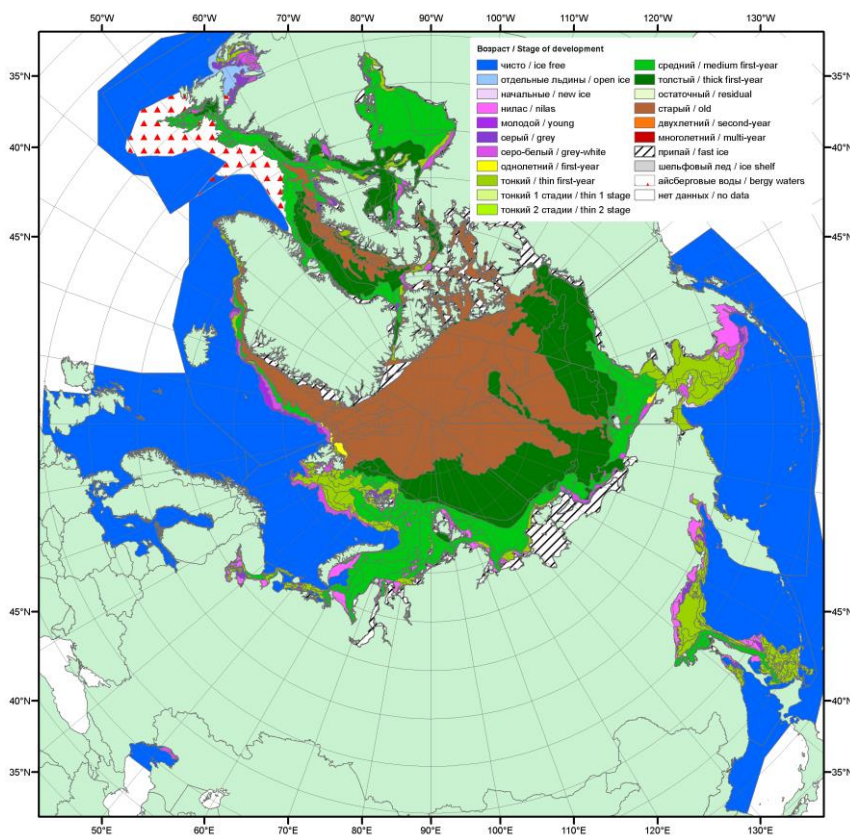 Возраст / Stage of development
чисто / ice free
отдельные льдины / open ice
начальные / new ice
нилас / nilas
молодой / young
серый / grey
серо-белый / grey-white
однолетний / first-year
тонкий / thin first-year
тонкий 1 стадии / thin 1 stage
тонкий 2 стадии / thin 2 stage
средний / medium first-year
толстый / thick first-year
остаточный / residual
старый / old
двухлетний / second-year
многолетний / multi-year
припай / fast ice
шельфовый лед / ice shelf
айсберговые воды / bergy waters
нет данных / no data
50°W 60°W 70°W 80°W 90°W 100°W 110°W 120°W 130°W
35°N
40°N
45°N
45°N
40°N
35°N
35°N
40°N
45°N
45°N
40°N
35°N
50°E 60°E 70°E 80°E 90°E 100°E 110°E 120°E 130°E